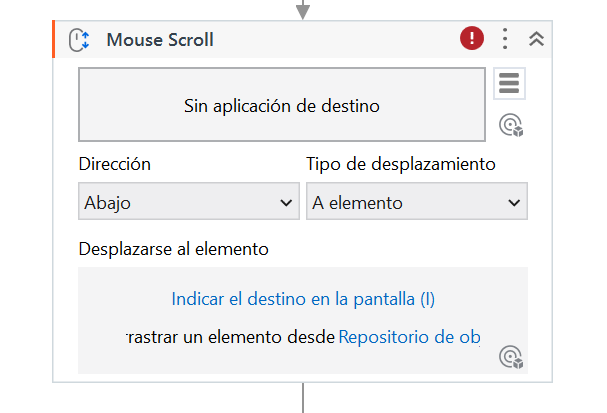 Mouse Scroll
Sin aplicación de destino
Dirección
Tipo de desplazamiento
Abajo
A elemento
Desplazarse al elemento
Indicar el destino en la pantalla (I)
rrastrar un elemento desde Repositorio de ob